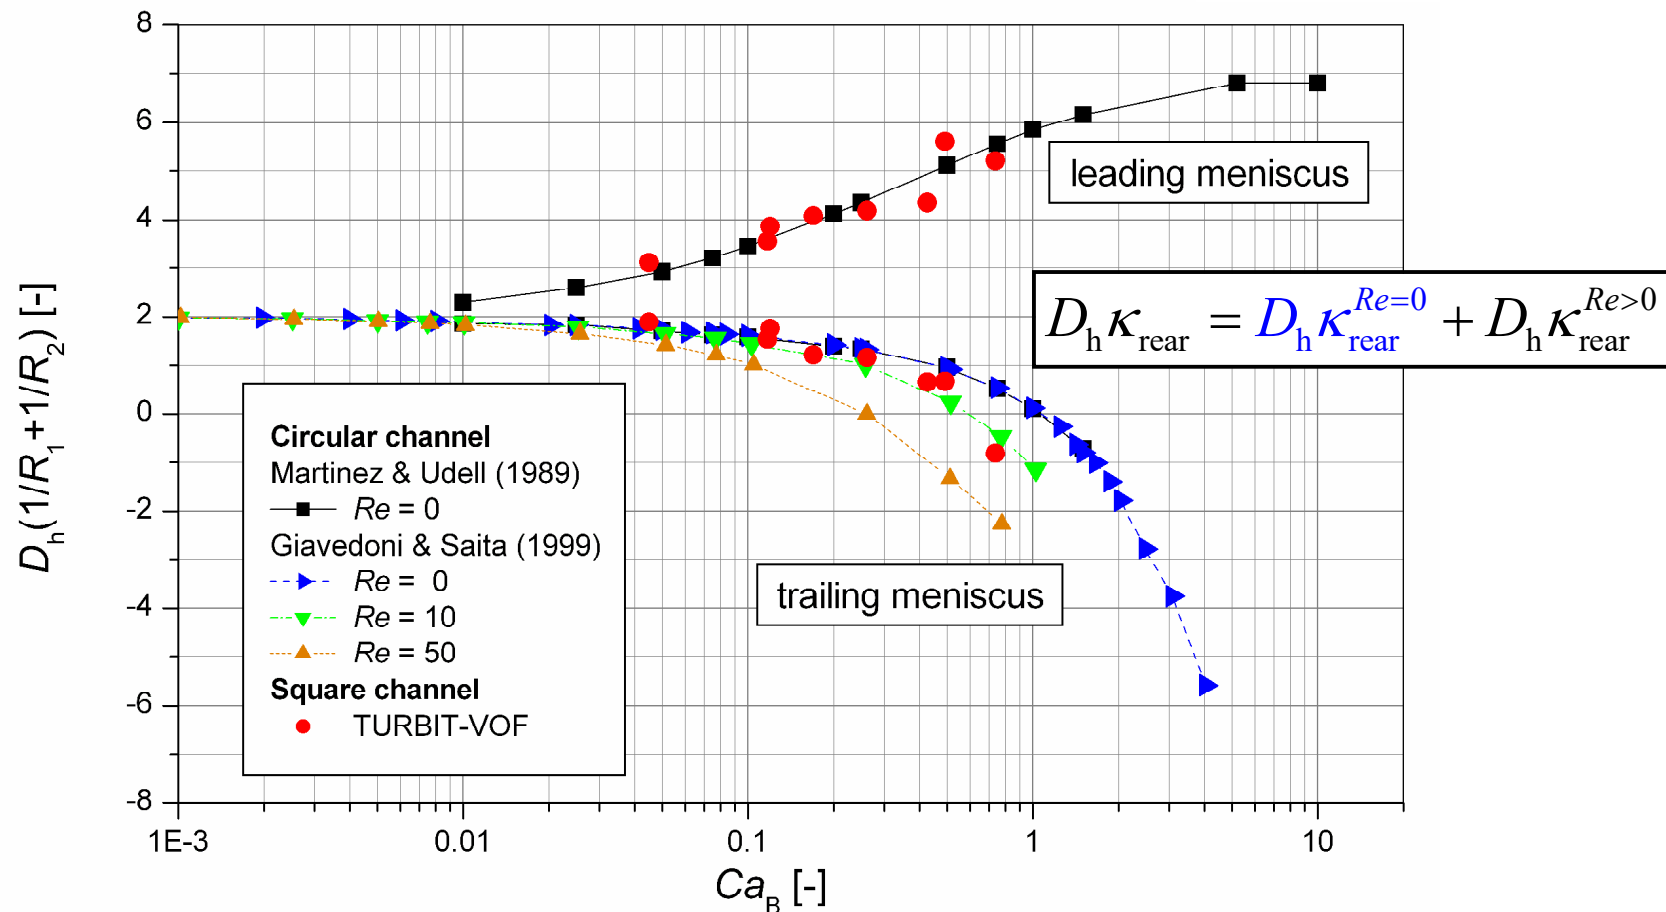 8
6
4
2
0
-2
-4
-6
-8
D_h(1/R_1+1/R_2) [-]
leading meniscus
D_h κ_rear = D_h κ_rear^{Re=0} + D_h κ_rear^{Re>0}
Circular channel
Martinez & Udell (1989)
Re = 0
Giavedoni & Saita (1999)
Re = 0
Re = 10
Re = 50
Square channel
TURBIT-VOF
trailing meniscus
1E-3 0.01 0.1 1 10
Ca_B [-]